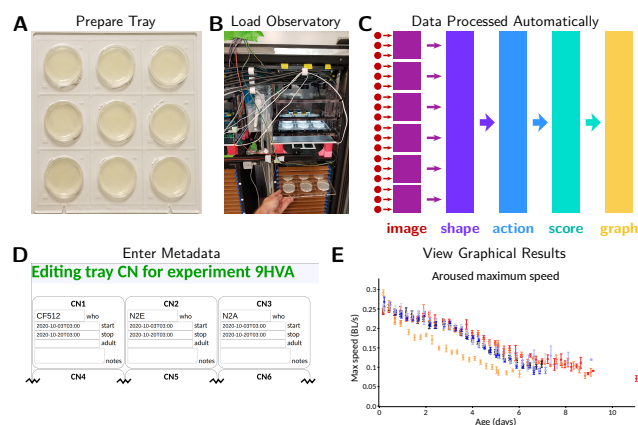 A Prepare Tray
B Load Observatory
C Data Processed Automatically
image shape action score graph
D Enter Metadata
Editing tray CN for experiment 9HVA
CN1 CN2 CN3
CF512 who N2E who N2A who
2020-10-03T03:00 start 2020-10-03T03:00 start 2020-10-03T03:00 start
2020-10-20T03:00 stop 2020-10-20T03:00 stop 2020-10-20T03:00 stop
adult adult adult
notes notes notes
CN4 CN5 CN6
E View Graphical Results
Aroused maximum speed
Max speed (BL/s)
0.3
0.25
0.2
0.15
0.1
0.05
0.0
0 2 4 6 8 10
Age (days)